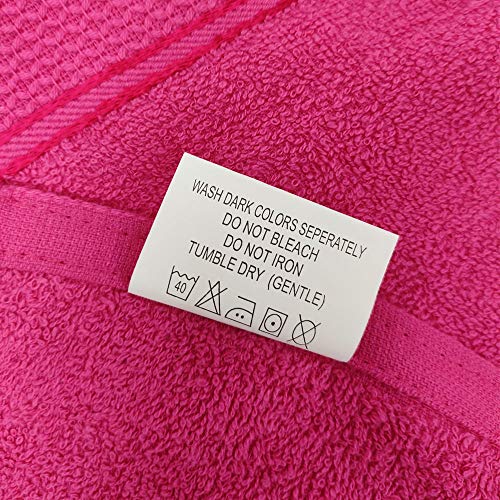 WASH DARK COLORS SEPERATELY
DO NOT BLEACH
DO NOT IRON
TUMBLE DRY (GENTLE)
40